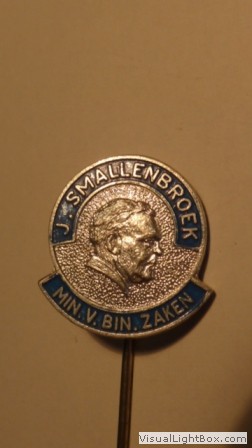 J. SMALLENBROEK
MIN. V. BIN. ZAKEN
(x) VisualLightBox.com